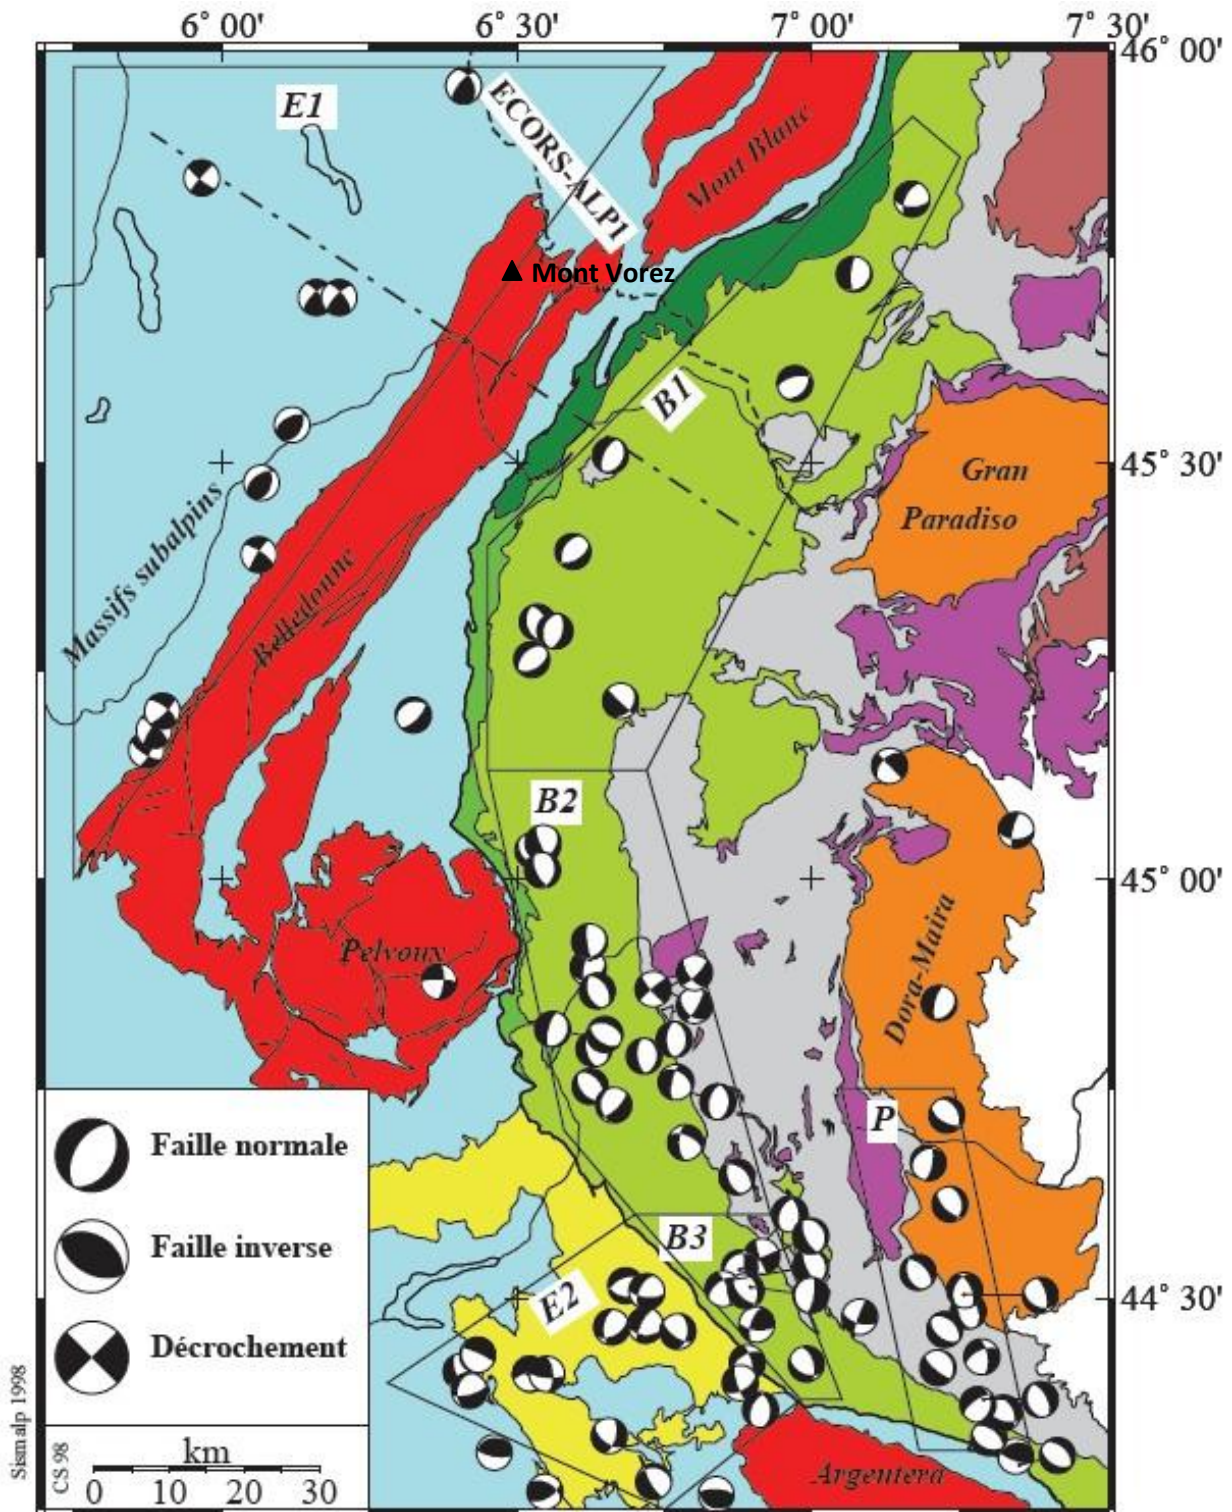 6° 00'
6° 30'
7° 00'
7° 30'
46° 00'
E1
ECORS-ALP1
Mont Blanc
Mont Vorez
B1
45° 30'
Gran
Paradiso
Massifs subalpins
Belledonne
B2
45° 00'
Pelvoux
Dora-Maira
P
Faille normale
Faille inverse
Décrochement
B3
E2
44° 30'
Sismalp 1998
CS 98
km
0 10 20 30
Argentera